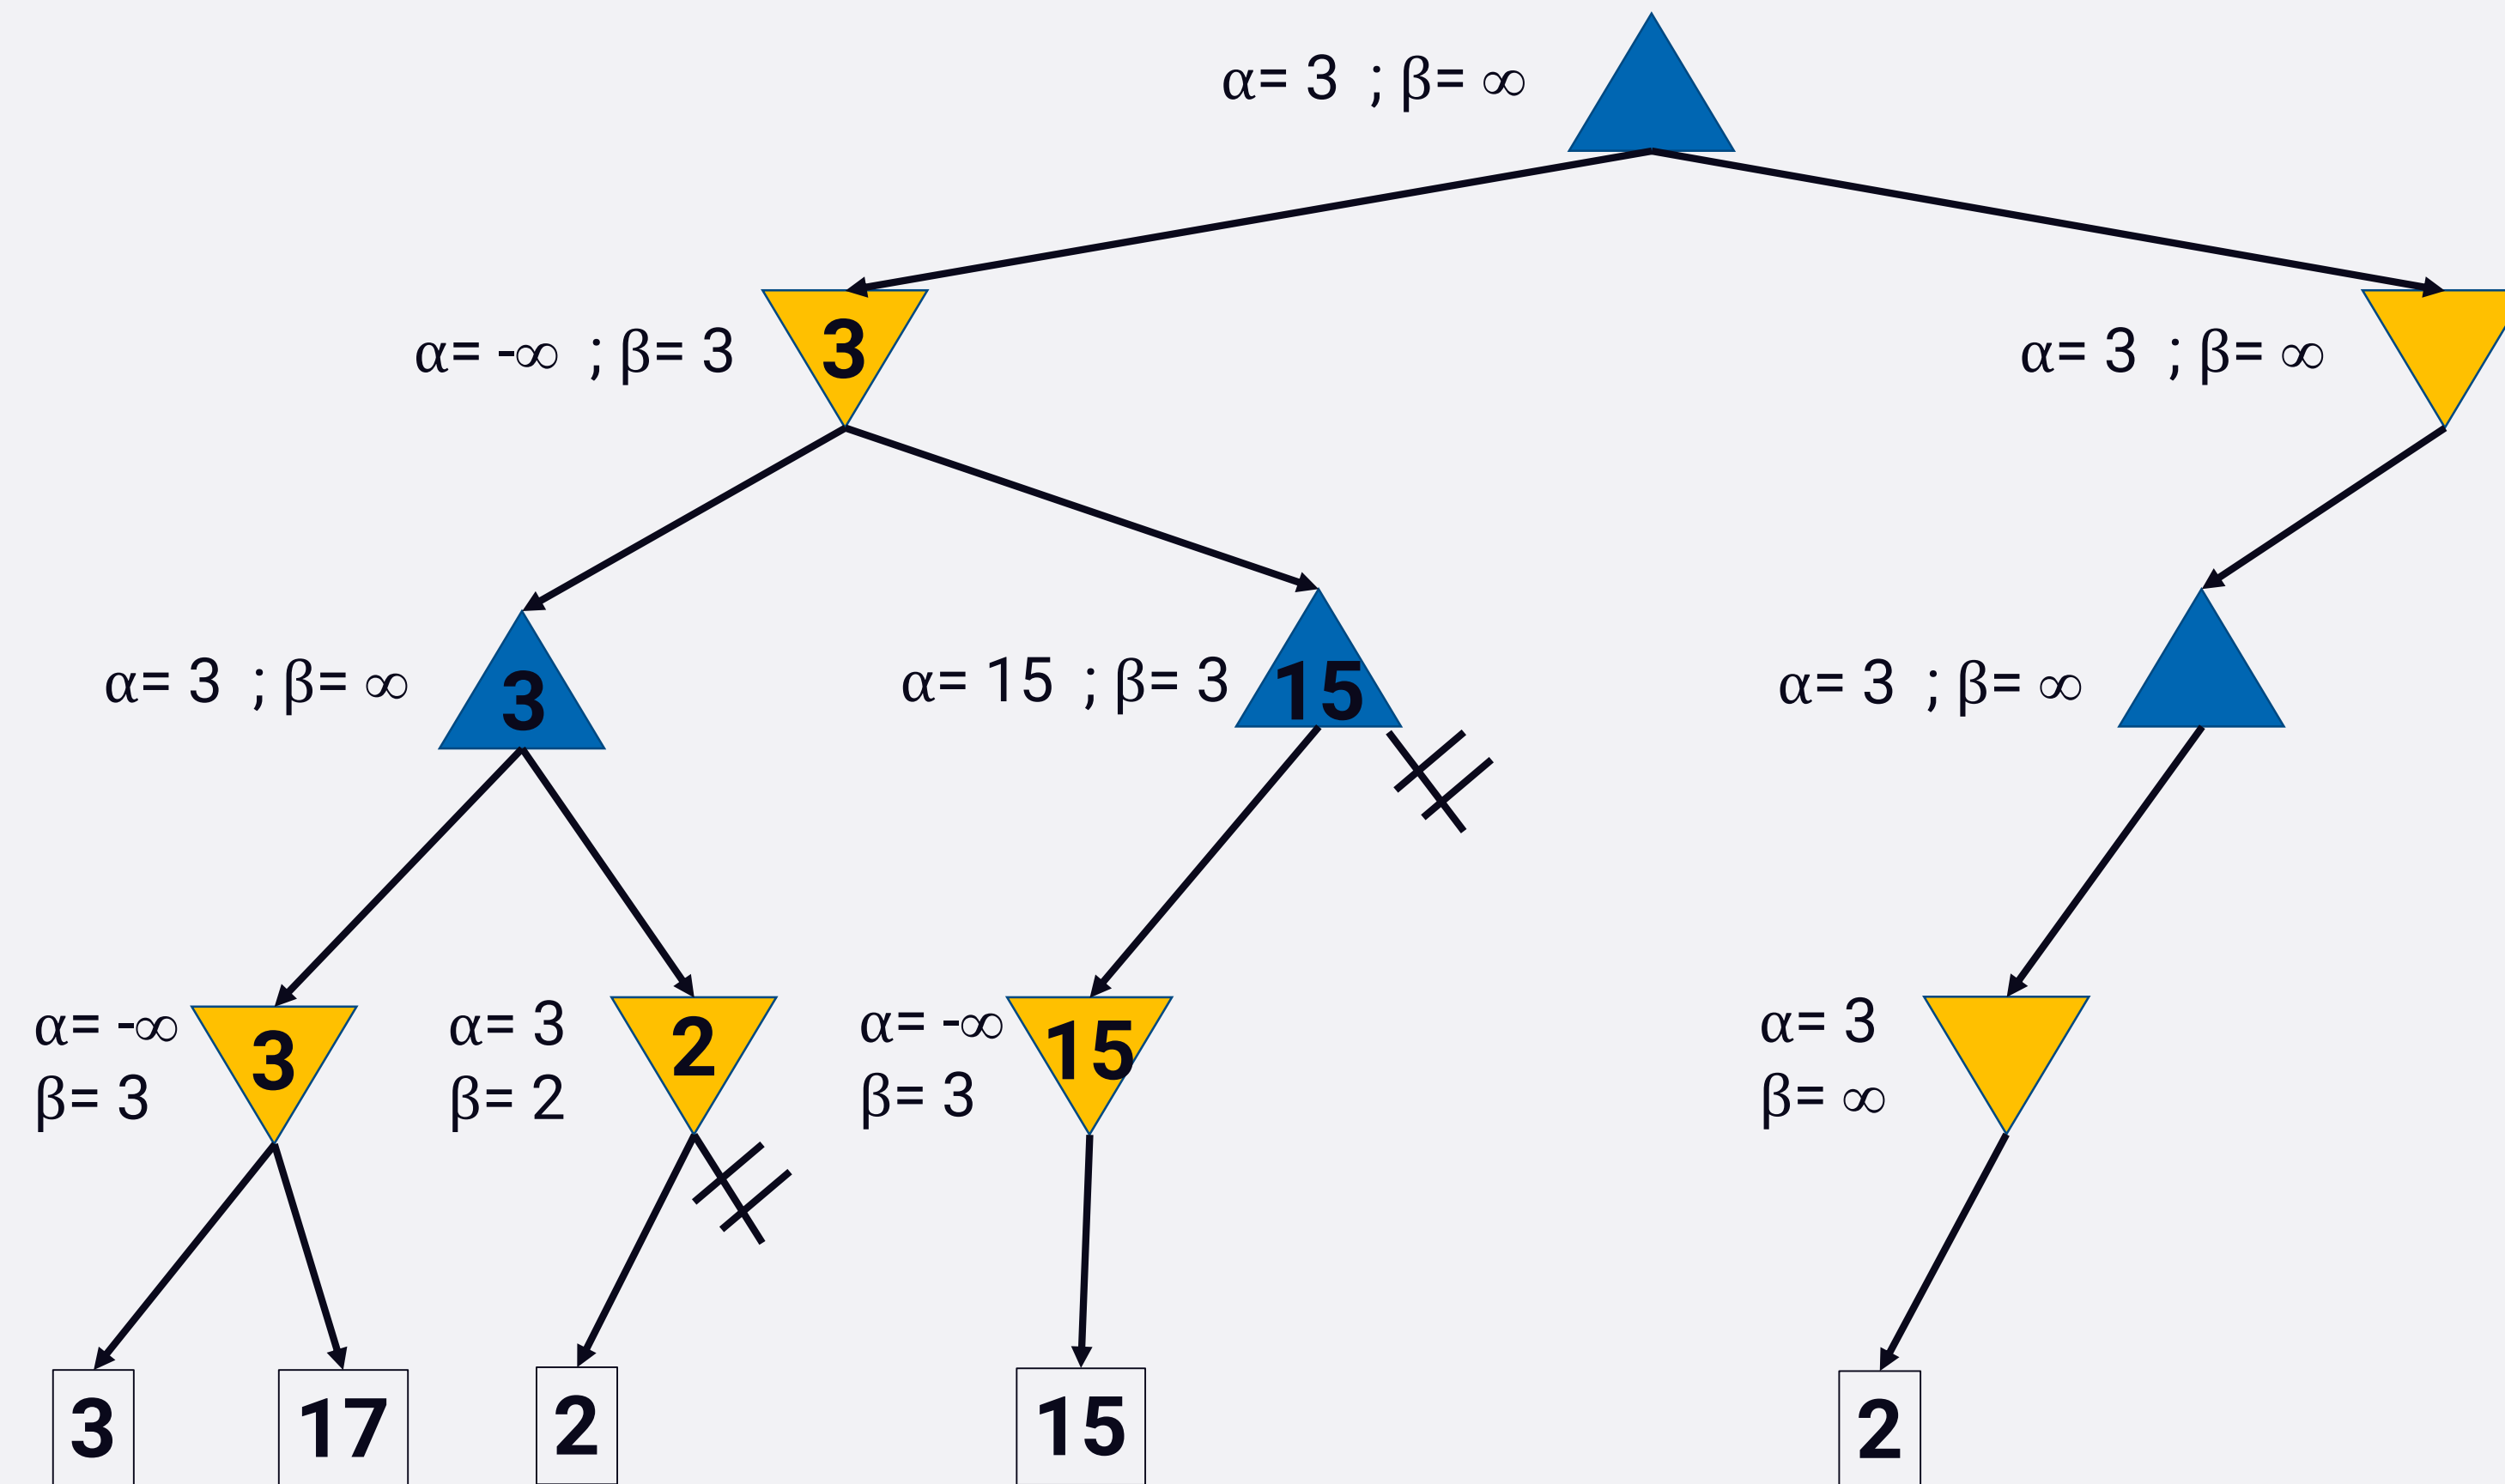 α= 3 ; β= ∞
α= -∞ ; β= 3
3
α= 3 ; β= ∞
α= 3 ; β= ∞
3
α= 15 ; β= 3
15
α= 3 ; β= ∞
α= -∞
β= 3
3
α= 3
β= 2
2
α= -∞
β= 3
15
α= 3
β= ∞
3
17
2
15
2